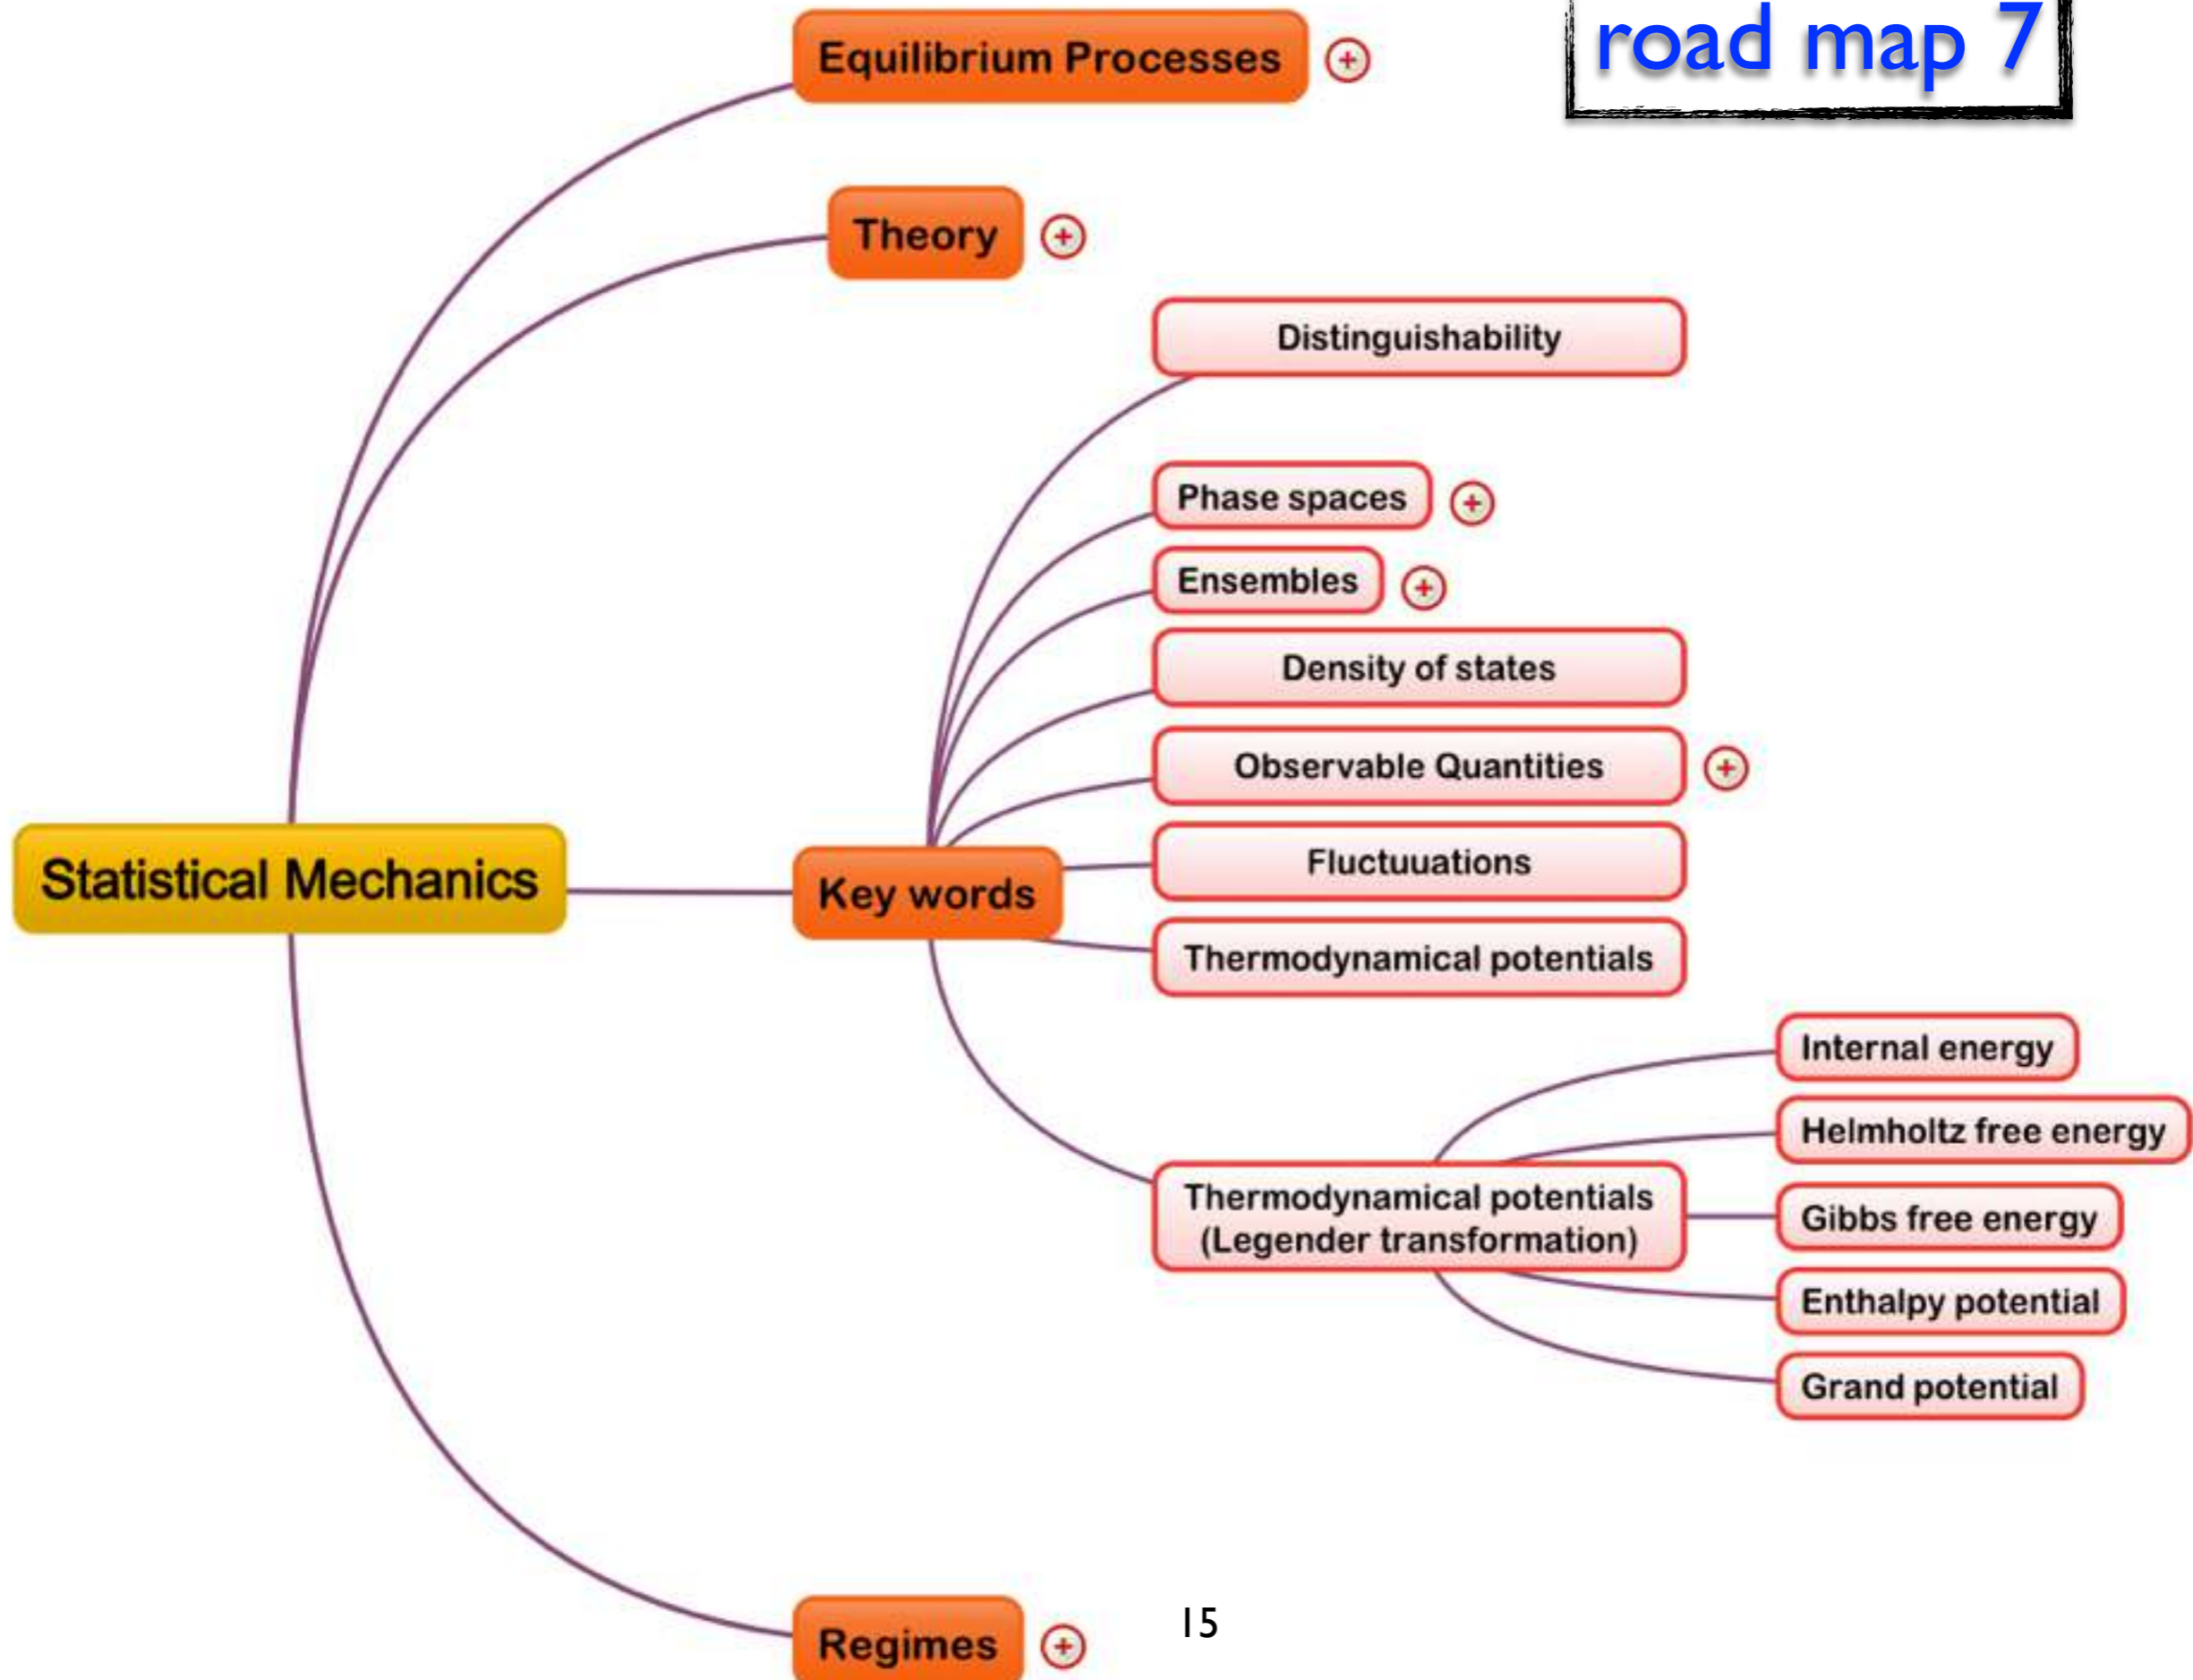 road map 7
Equilibrium Processes
Theory
Distinguishability
Phase spaces
Ensembles
Density of states
Observable Quantities
Fluctuuations
Statistical Mechanics
Key words
Thermodynamical potentials
Internal energy
Helmholtz free energy
Thermodynamical potentials
(Legender transformation)
Gibbs free energy
Enthalpy potential
Grand potential
Regimes
15